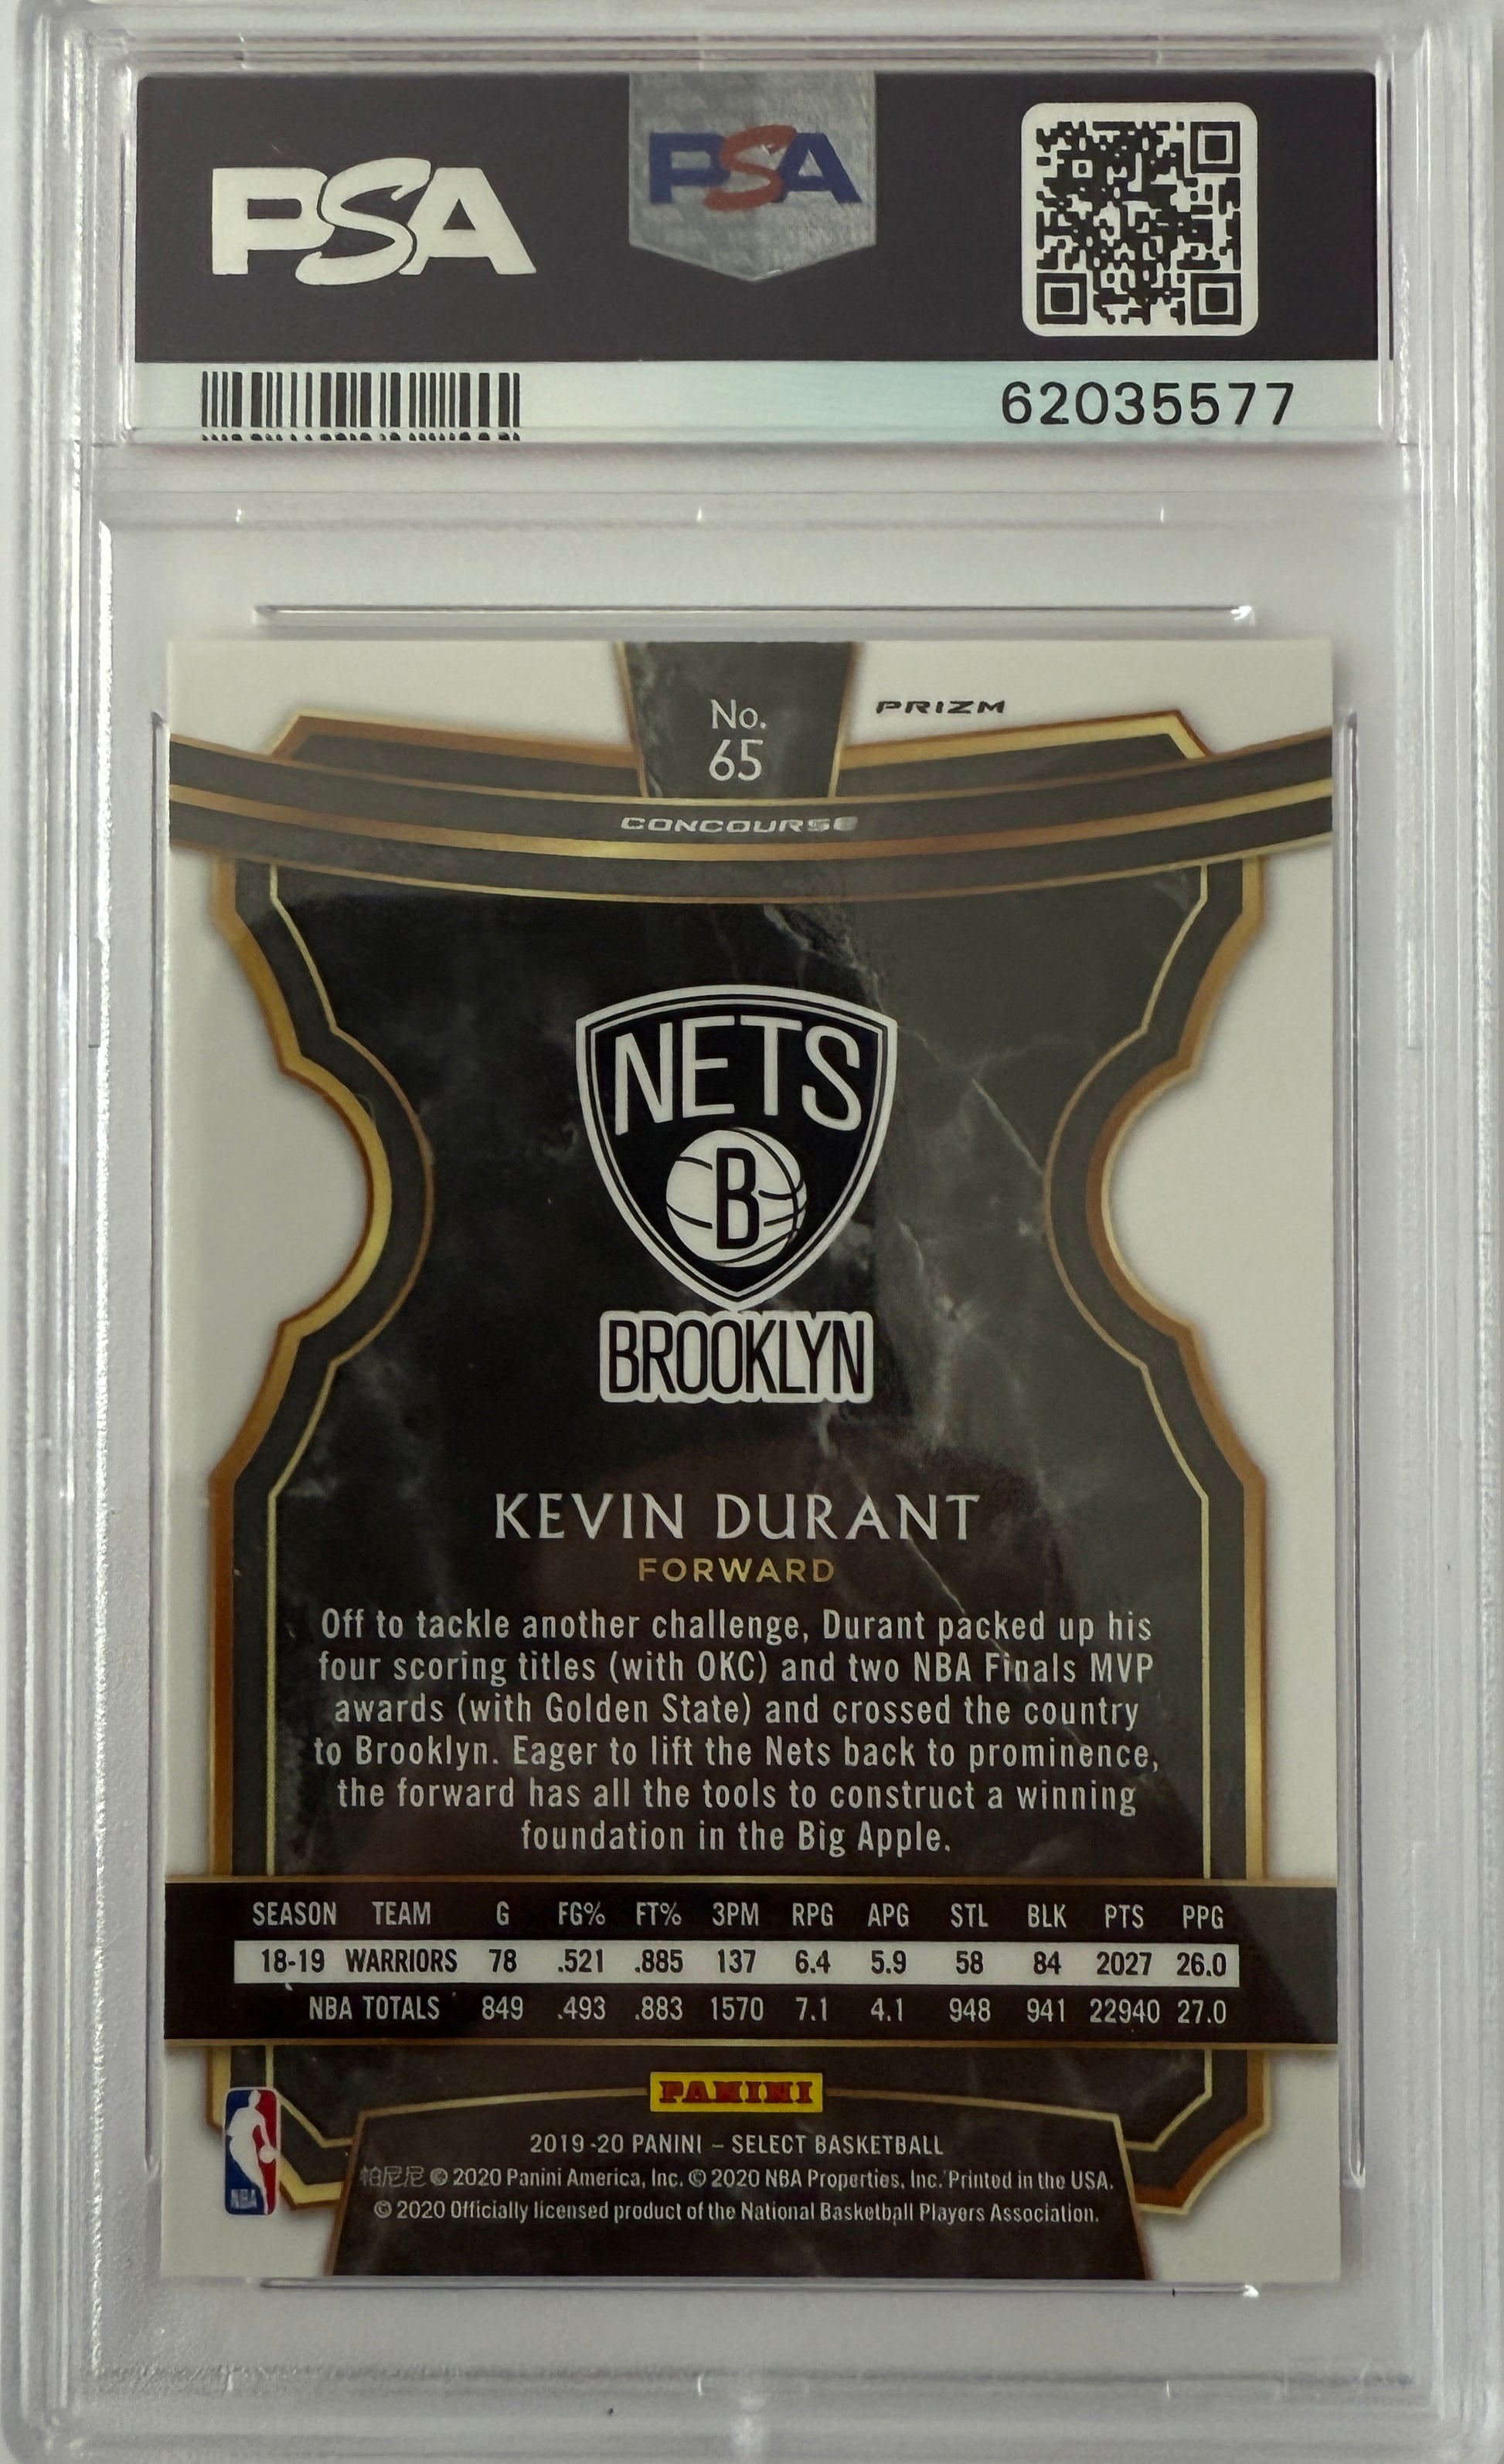 PSA
PSA
62035577
No.
65
PRIZM
CONCOURSE
NETS
B
BROOKLYN
KEVIN DURANT
FORWARD
Off to tackle another challenge, Durant packed up his
four scoring titles (with OKC) and two NBA Finals MVP
awards (with Golden State) and crossed the country
to Brooklyn. Eager to lift the Nets back to prominence,
the forward has all the tools to construct a winning
foundation in the Big Apple.
SEASON TEAM G FG% FT% 3PM RPG APG STL BLK PTS PPG
18-19 WARRIORS 78 .521 .885 137 6.4 5.9 58 84 2027 26.0
NBA TOTALS 849 .493 .883 1570 7.1 4.1 948 941 22940 27.0
PANINI
NBA
2019-20 PANINI – SELECT BASKETBALL
帕尼尼 © 2020 Panini America, Inc. © 2020 NBA Properties, Inc. Printed in the USA.
© 2020 Officially licensed product of the National Basketball Players Association.